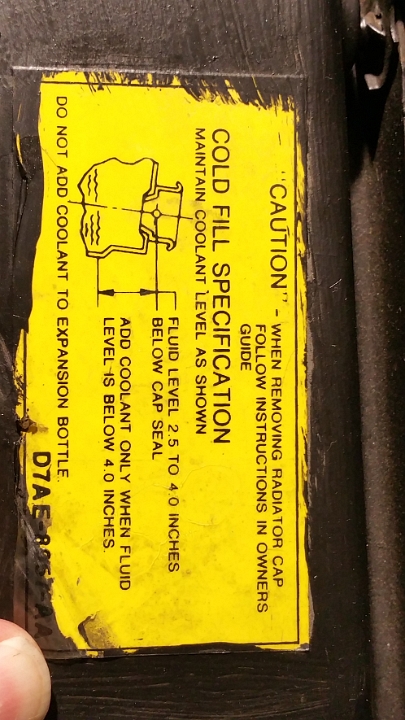 "CAUTION" - WHEN REMOVING RADIATOR CAP
FOLLOW INSTRUCTIONS IN OWNERS
GUIDE
COLD FILL SPECIFICATION
MAINTAIN COOLANT LEVEL AS SHOWN
FLUID LEVEL 2.5 TO 4.0 INCHES
BELOW CAP SEAL
ADD COOLANT ONLY WHEN FLUID
LEVEL IS BELOW 4.0 INCHES
DO NOT ADD COOLANT TO EXPANSION BOTTLE.